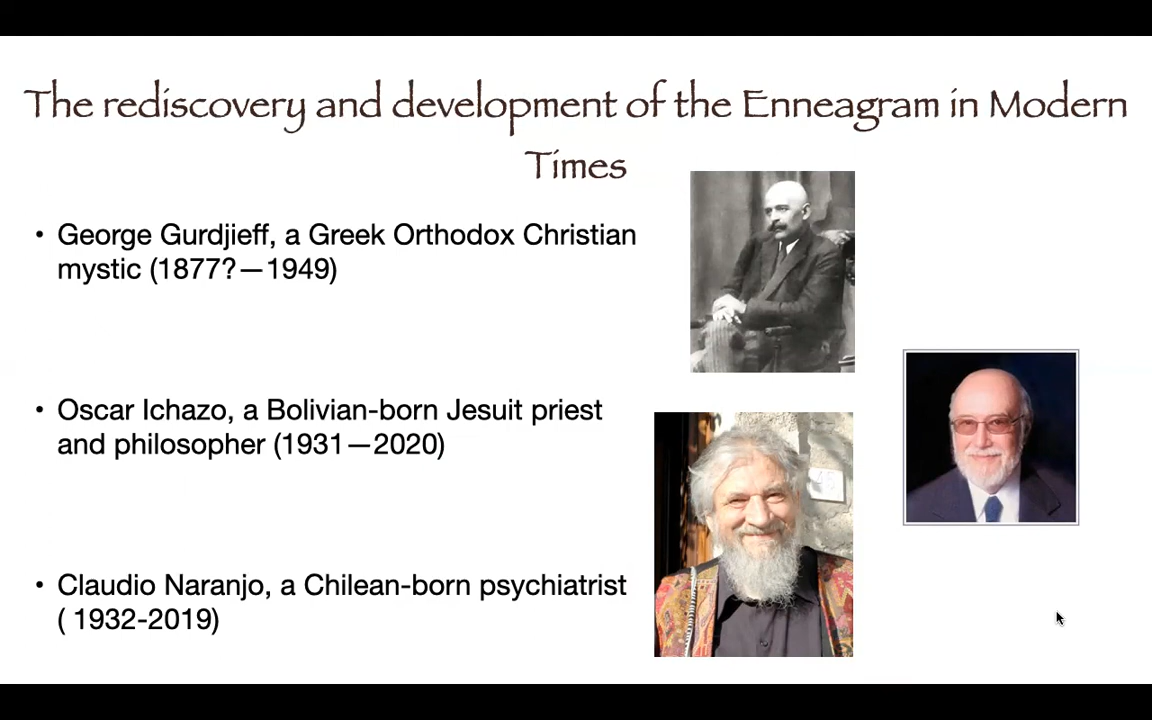 The rediscovery and development of the Enneagram in Modern
Times
• George Gurdjieff, a Greek Orthodox Christian
mystic (1877?—1949)
• Oscar Ichazo, a Bolivian-born Jesuit priest
and philosopher (1931—2020)
• Claudio Naranjo, a Chilean-born psychiatrist
( 1932-2019)